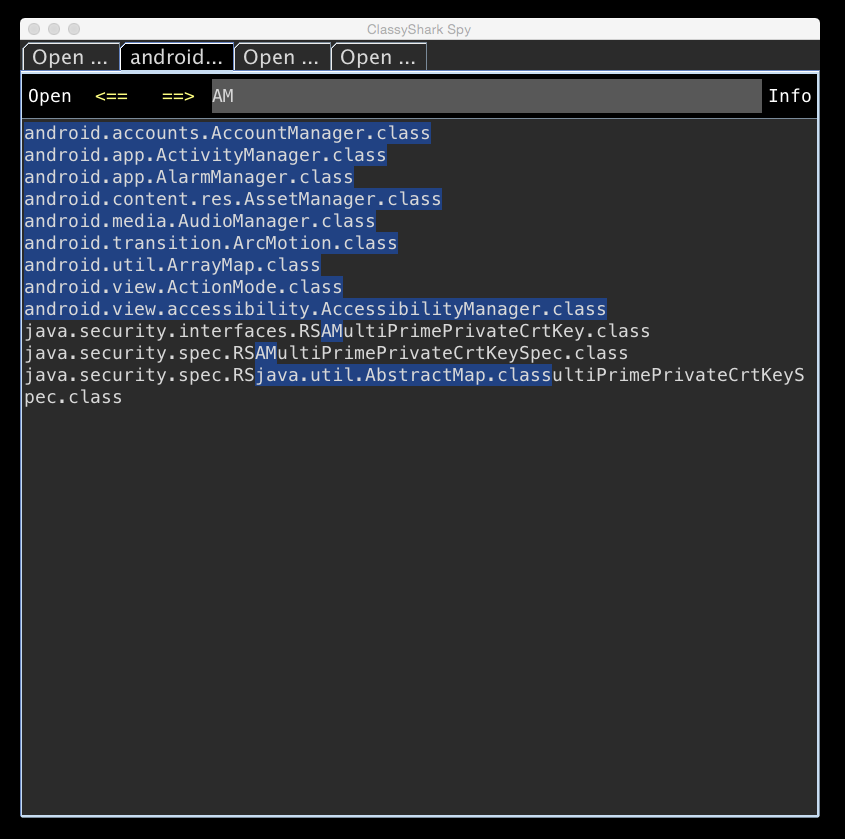 ClassyShark Spy
Open ... android... Open ... Open ...
Open <== ==> AM Info
android.accounts.AccountManager.class
android.app.ActivityManager.class
android.app.AlarmManager.class
android.content.res.AssetManager.class
android.media.AudioManager.class
android.transition.ArcMotion.class
android.util.ArrayMap.class
android.view.ActionMode.class
android.view.accessibility.AccessibilityManager.class
java.security.interfaces.RSAMultiPrimePrivateCrtKey.class
java.security.spec.RSAMultiPrimePrivateCrtKeySpec.class
java.security.spec.RSjava.util.AbstractMap.classultiPrimePrivateCrtKeyS
pec.class